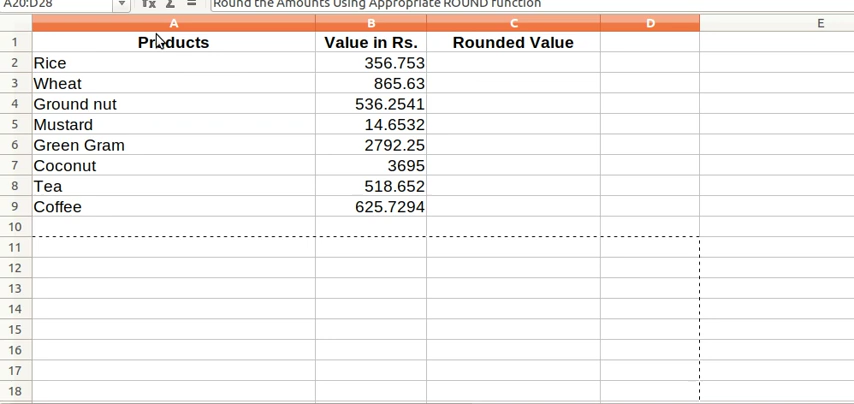 A20:D28 fx Σ = Round the Amounts Using Appropriate ROUND function
A B C D E
1 Products Value in Rs. Rounded Value
2 Rice 356.753
3 Wheat 865.63
4 Ground nut 536.2541
5 Mustard 14.6532
6 Green Gram 2792.25
7 Coconut 3695
8 Tea 518.652
9 Coffee 625.7294
10
11
12
13
14
15
16
17
18